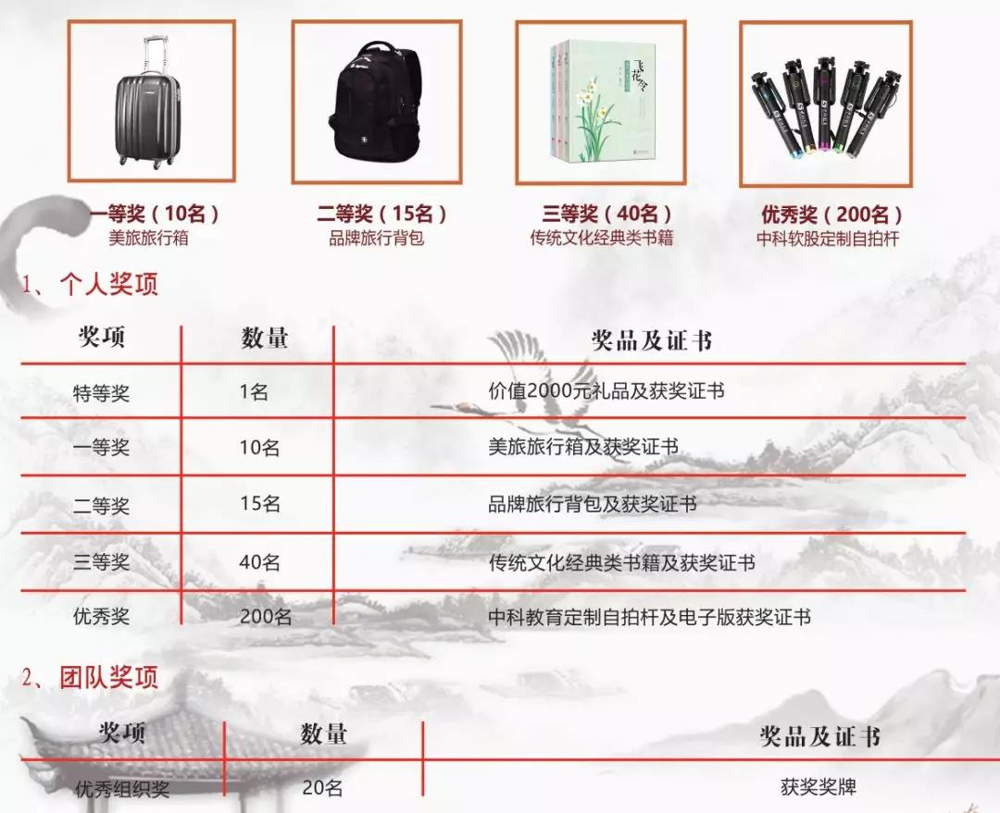 飞花令
一等奖（10名）
美旅旅行箱
二等奖（15名）
品牌旅行背包
三等奖（40名）
传统文化经典类书籍
优秀奖（200名）
中科软股定制自拍杆
1、个人奖项
奖项 数量 奖品及证书
特等奖 1名 价值2000元礼品及获奖证书
一等奖 10名 美旅旅行箱及获奖证书
二等奖 15名 品牌旅行背包及获奖证书
三等奖 40名 传统文化经典类书籍及获奖证书
优秀奖 200名 中科教育定制自拍杆及电子版获奖证书
2、团队奖项
奖项 数量 奖品及证书
优秀组织奖 20名 获奖奖牌